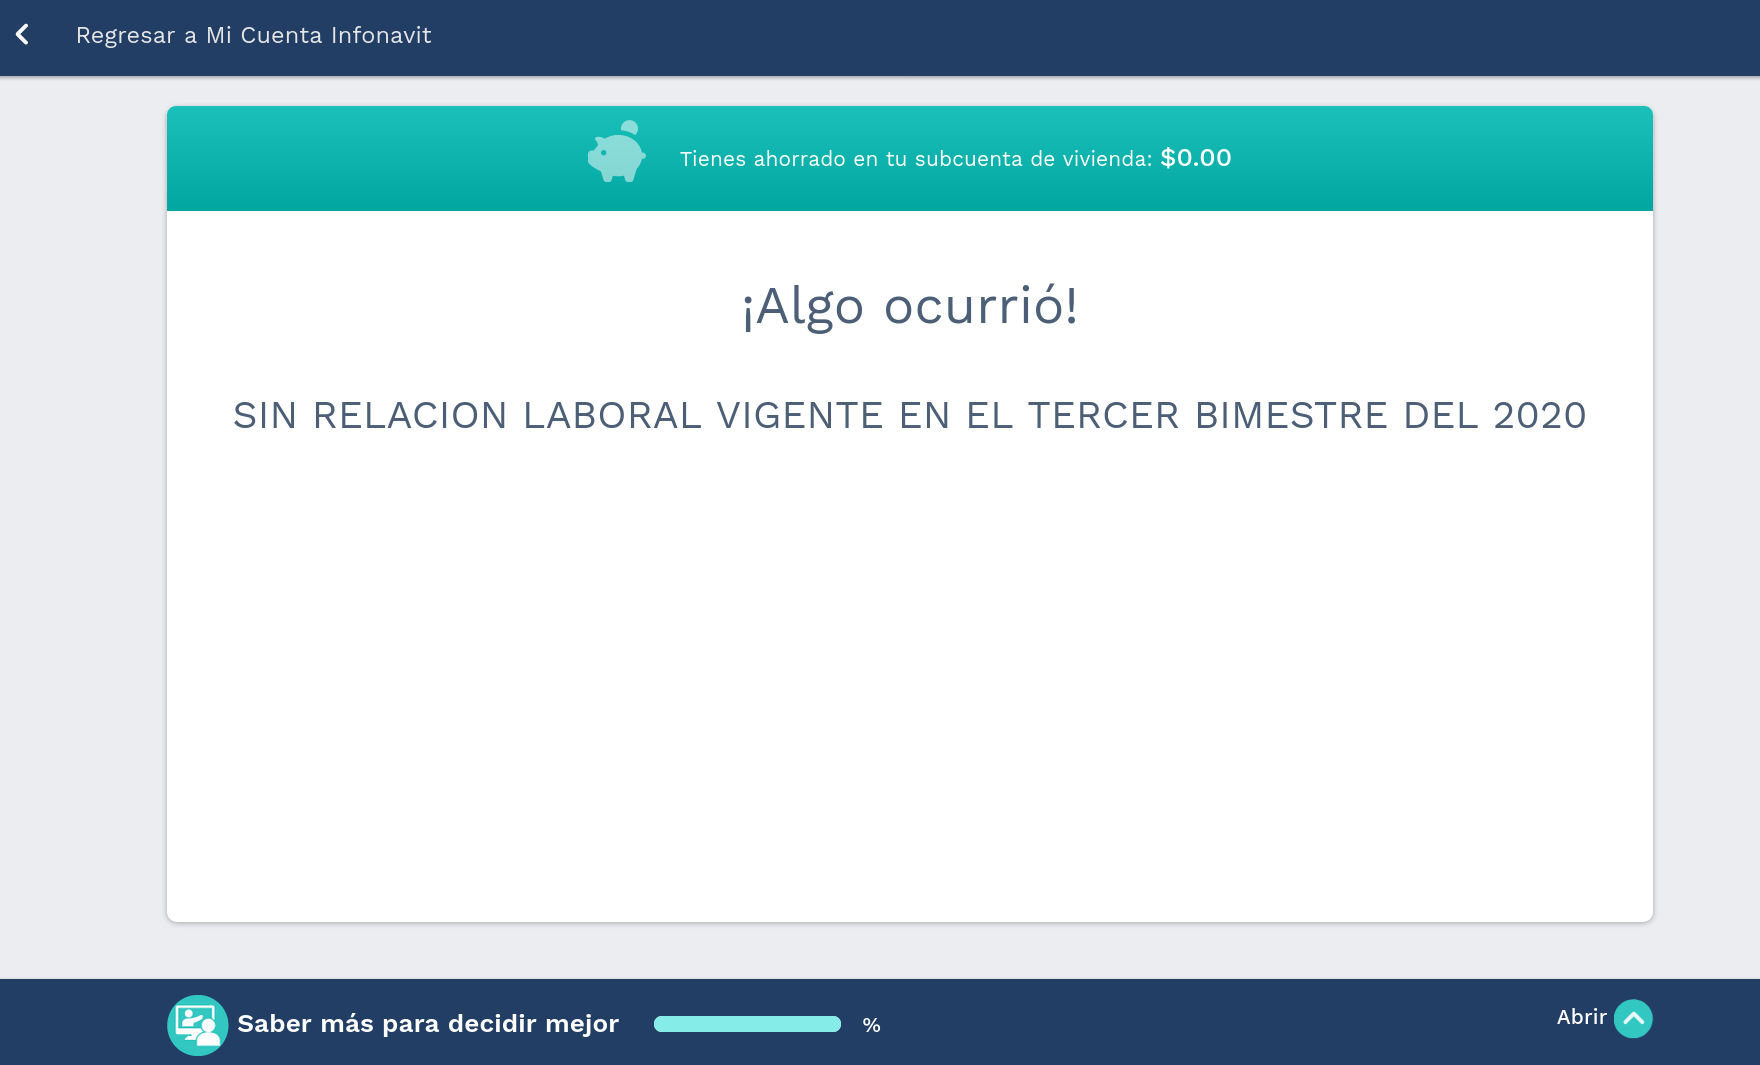 Regresar a Mi Cuenta Infonavit
Tienes ahorrado en tu subcuenta de vivienda: $0.00
¡Algo ocurrió!
SIN RELACION LABORAL VIGENTE EN EL TERCER BIMESTRE DEL 2020
Saber más para decidir mejor %
Abrir